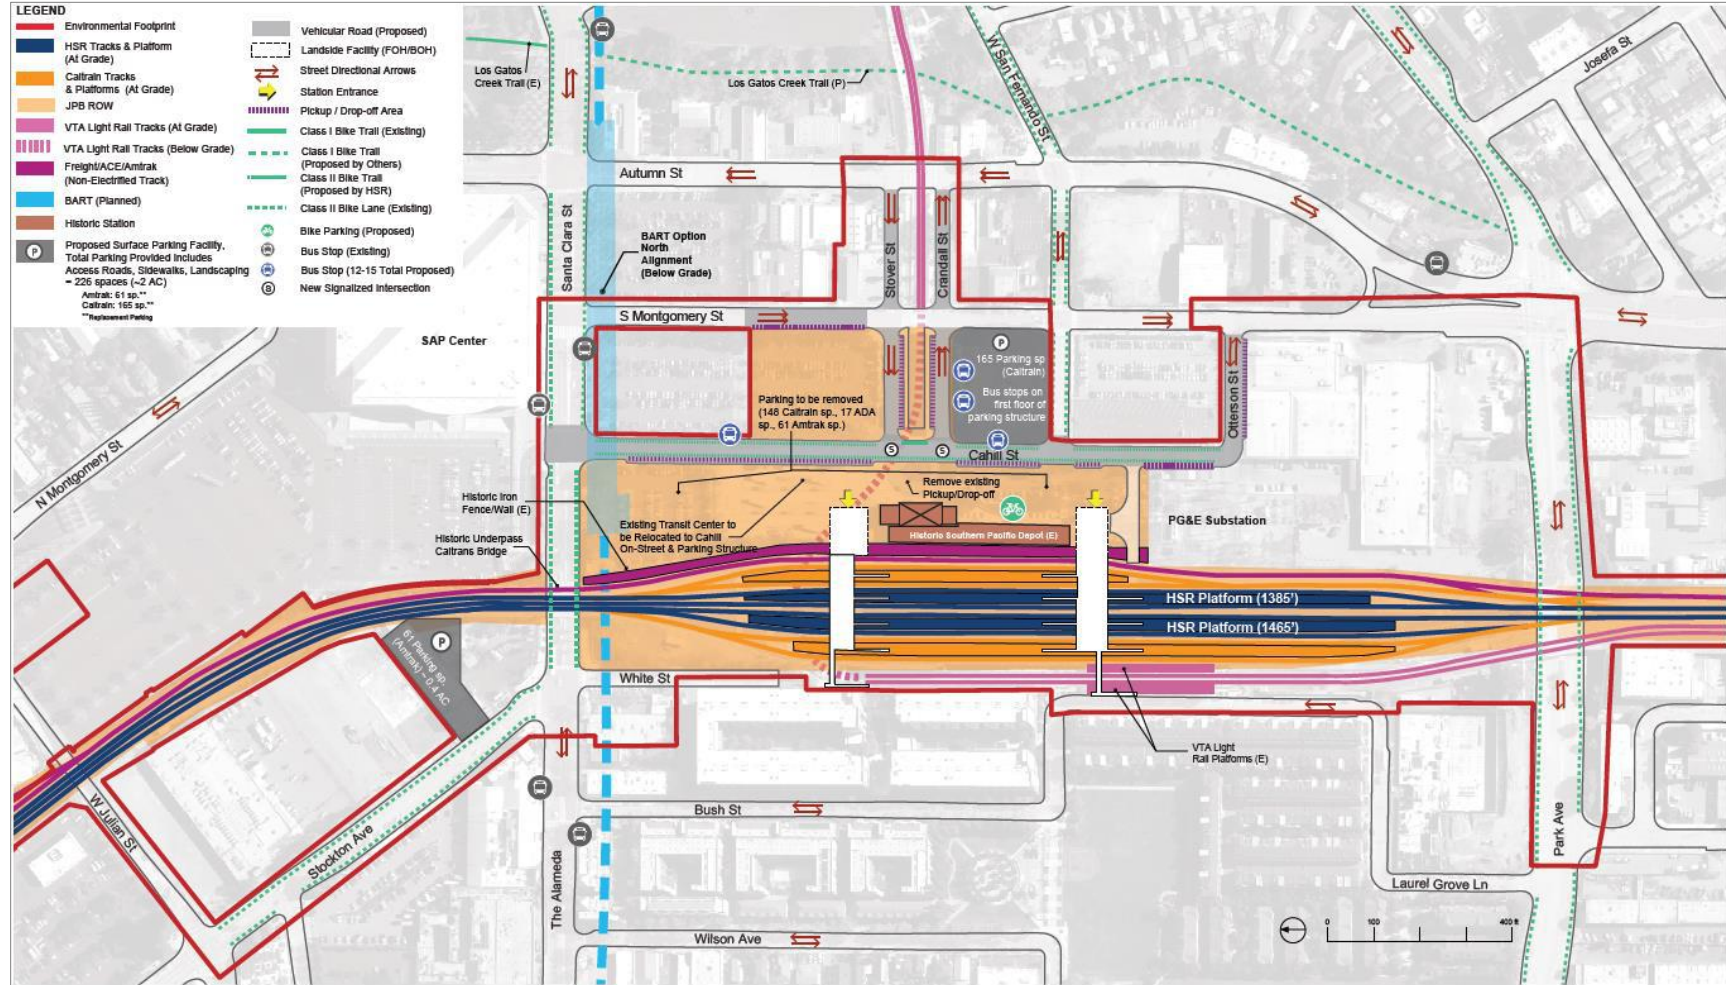 LEGEND
Environmental Footprint
HSR Tracks & Platform
(At Grade)
Caltrain Tracks
& Platforms (At Grade)
JPB ROW
VTA Light Rail Tracks (At Grade)
VTA Light Rail Tracks (Below Grade)
Freight/ACE/Amtrak
(Non-Electrified Track)
BART (Planned)
Historic Station
P
Proposed Surface Parking Facility,
Total Parking Provided Includes
Access Roads, Sidewalks, Landscaping
= 226 spaces (~2 AC)
Amtrak: 61 sp.**
Caltrain: 165 sp.**
**Replacement Parking
Vehicular Road (Proposed)
Landside Facility (FOH/BOH)
Street Directional Arrows
Station Entrance
Pickup / Drop-off Area
Class I Bike Trail (Existing)
Class I Bike Trail
(Proposed by Others)
Class II Bike Trail
(Proposed by HSR)
Class II Bike Lane (Existing)
Bike Parking (Proposed)
Bus Stop (Existing)
Bus Stop (12-15 Total Proposed)
S
New Signalized Intersection
Los Gatos
Creek Trail (E)
Los Gatos Creek Trail (P)
W San Fernando St
Josefa St
Autumn St
Santa Clara St
BART Option
North
Alignment
(Below Grade)
Stover St
Crandall St
S Montgomery St
SAP Center
N Montgomery St
Parking to be removed
(148 Caltrain sp., 17 ADA
sp., 61 Amtrak sp.)
P
165 Parking sp
(Caltrain)
Bus stops on
first floor of
parking structure
Otterson St
S
S
Cahill St
Historic Iron
Fence/Wall (E)
Remove existing
Pickup/Drop-off
Existing Transit Center to
be Relocated to Cahill
On-Street & Parking Structure
Historic Southern Pacific Depot (E)
PG&E Substation
Historic Underpass
Caltrans Bridge
HSR Platform (1385')
HSR Platform (1465')
P
61 Parking sp.
(Amtrak) ~ 0.4 AC
White St
VTA Light
Rail Platforms (E)
W Julian St
Stockton Ave
The Alameda
Bush St
Park Ave
Laurel Grove Ln
Wilson Ave
0
100
400 ft